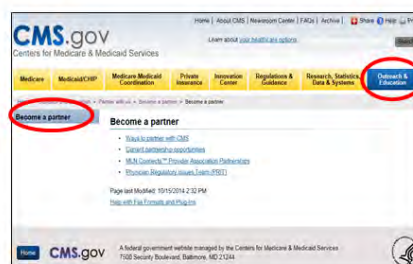 Home | About CMS | Newsroom Center | FAQs | Archive | Share Help
CMS.gov
Learn about your healthcare options
Centers for Medicare & Medicaid Services
Medicare Medicaid/CHIP Medicare-Medicaid Coordination Private Insurance Innovation Center Regulations & Guidance Research, Statistics, Data & Systems Outreach & Education
Become a partner > Become a partner
Become a partner
Become a partner
Ways to partner with CMS
Current partnership opportunities
MLN Connects™ Provider Association Partnerships
Physician Regulatory Issues Team (PRIT)
Page last Modified: 10/15/2014 2:32 PM
Help with File Formats and Plug-Ins
Home CMS.gov
A federal government website managed by the Centers for Medicare & Medicaid Services
7500 Security Boulevard, Baltimore, MD 21244